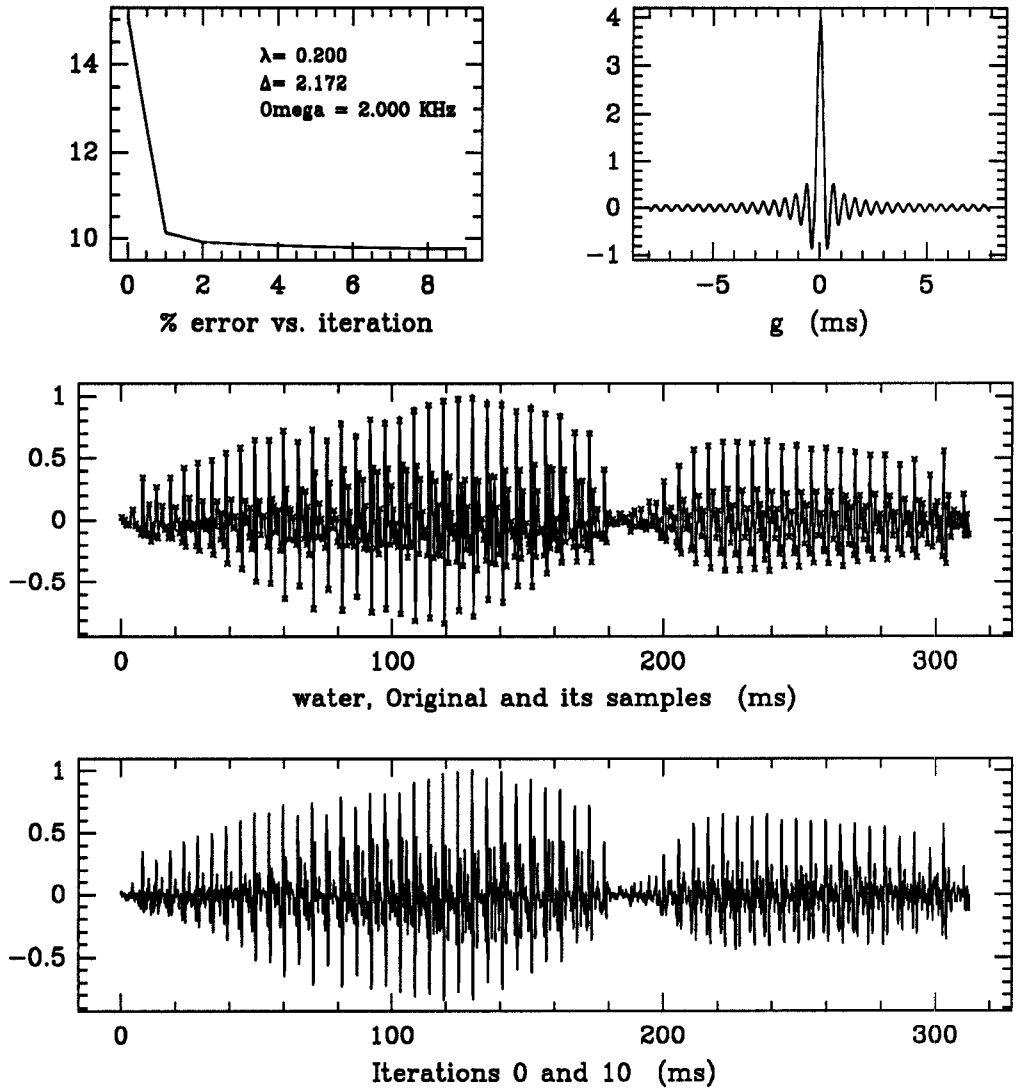 14
12
10
λ= 0.200
Δ= 2.172
Omega = 2.000 KHz
0 2 4 6 8
% error vs. iteration
4
3
2
1
0
−1
−5 0 5
g (ms)
1
0.5
0
−0.5
0 100 200 300
water, Original and its samples (ms)
1
0.5
0
−0.5
0 100 200 300
Iterations 0 and 10 (ms)